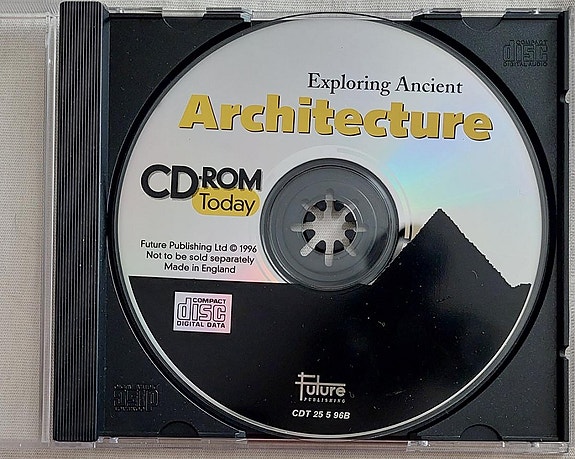 COMPACT
disc
DIGITAL AUDIO
Exploring Ancient
Architecture
CD-ROM
Today
Future Publishing Ltd © 1996
Not to be sold separately
Made in England
COMPACT
disc
DIGITAL DATA
Future
PUBLISHING
CDT 25 5 96B